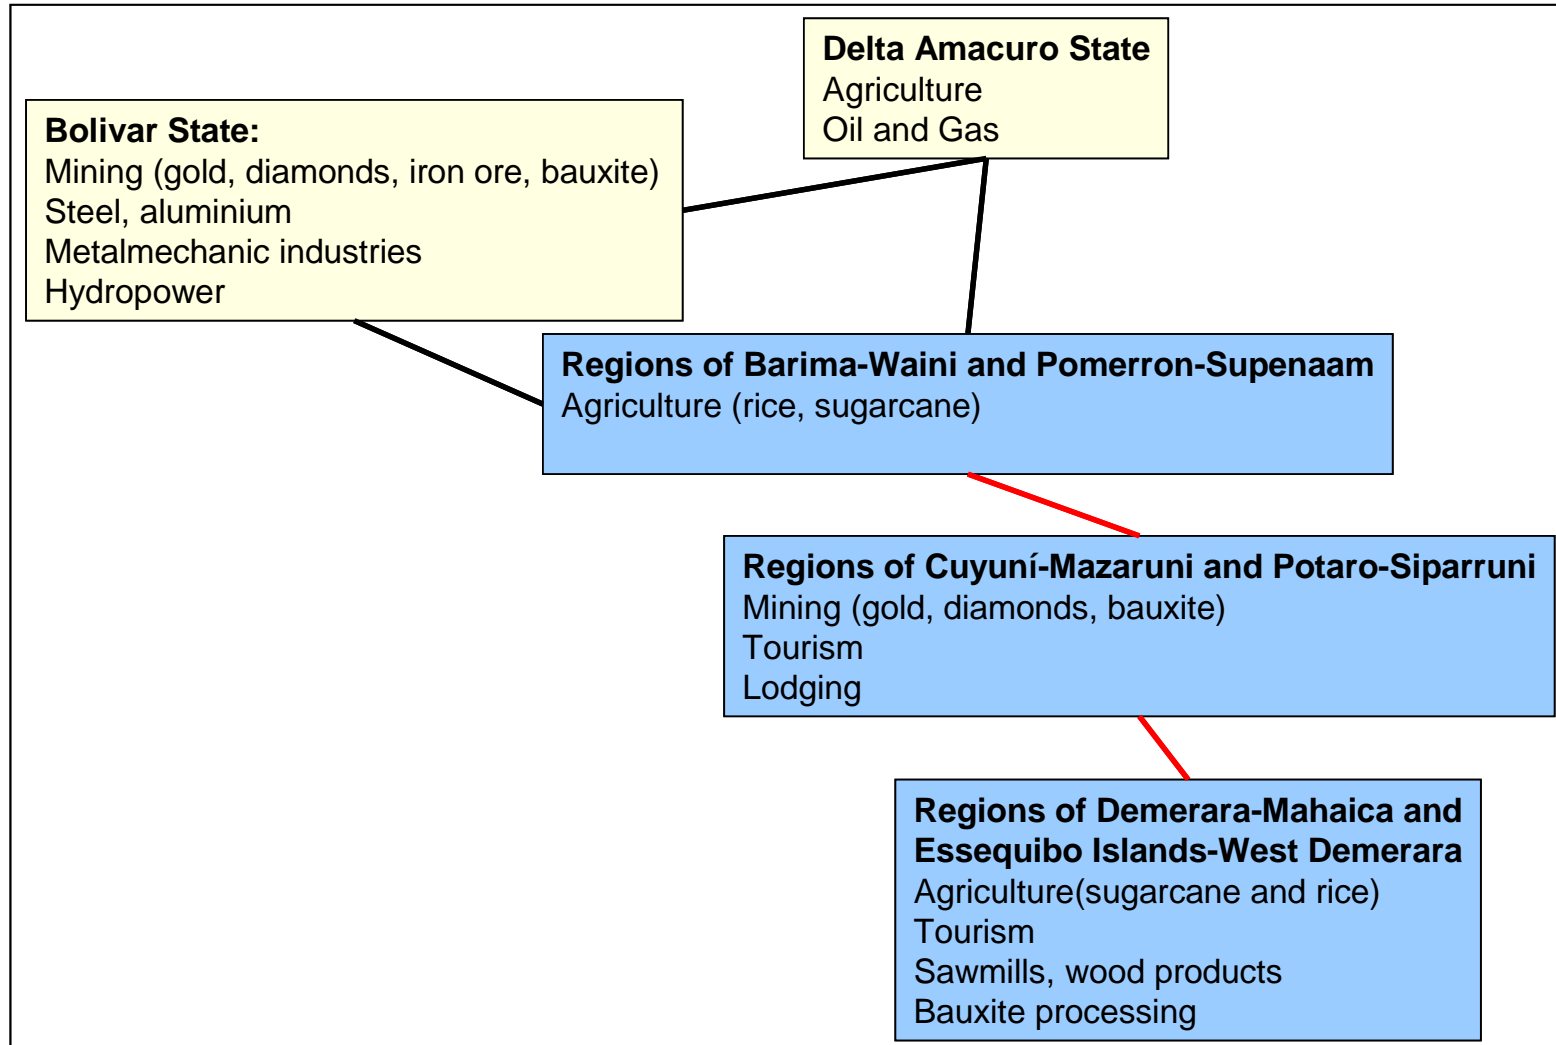 Delta Amacuro State
Agriculture
Oil and Gas
Bolivar State:
Mining (gold, diamonds, iron ore, bauxite)
Steel, aluminium
Metalmechanic industries
Hydropower
Regions of Barima-Waini and Pomerron-Supenaam
Agriculture (rice, sugarcane)
Regions of Cuyuní-Mazaruni and Potaro-Siparruni
Mining (gold, diamonds, bauxite)
Tourism
Lodging
Regions of Demerara-Mahaica and
Essequibo Islands-West Demerara
Agriculture(sugarcane and rice)
Tourism
Sawmills, wood products
Bauxite processing